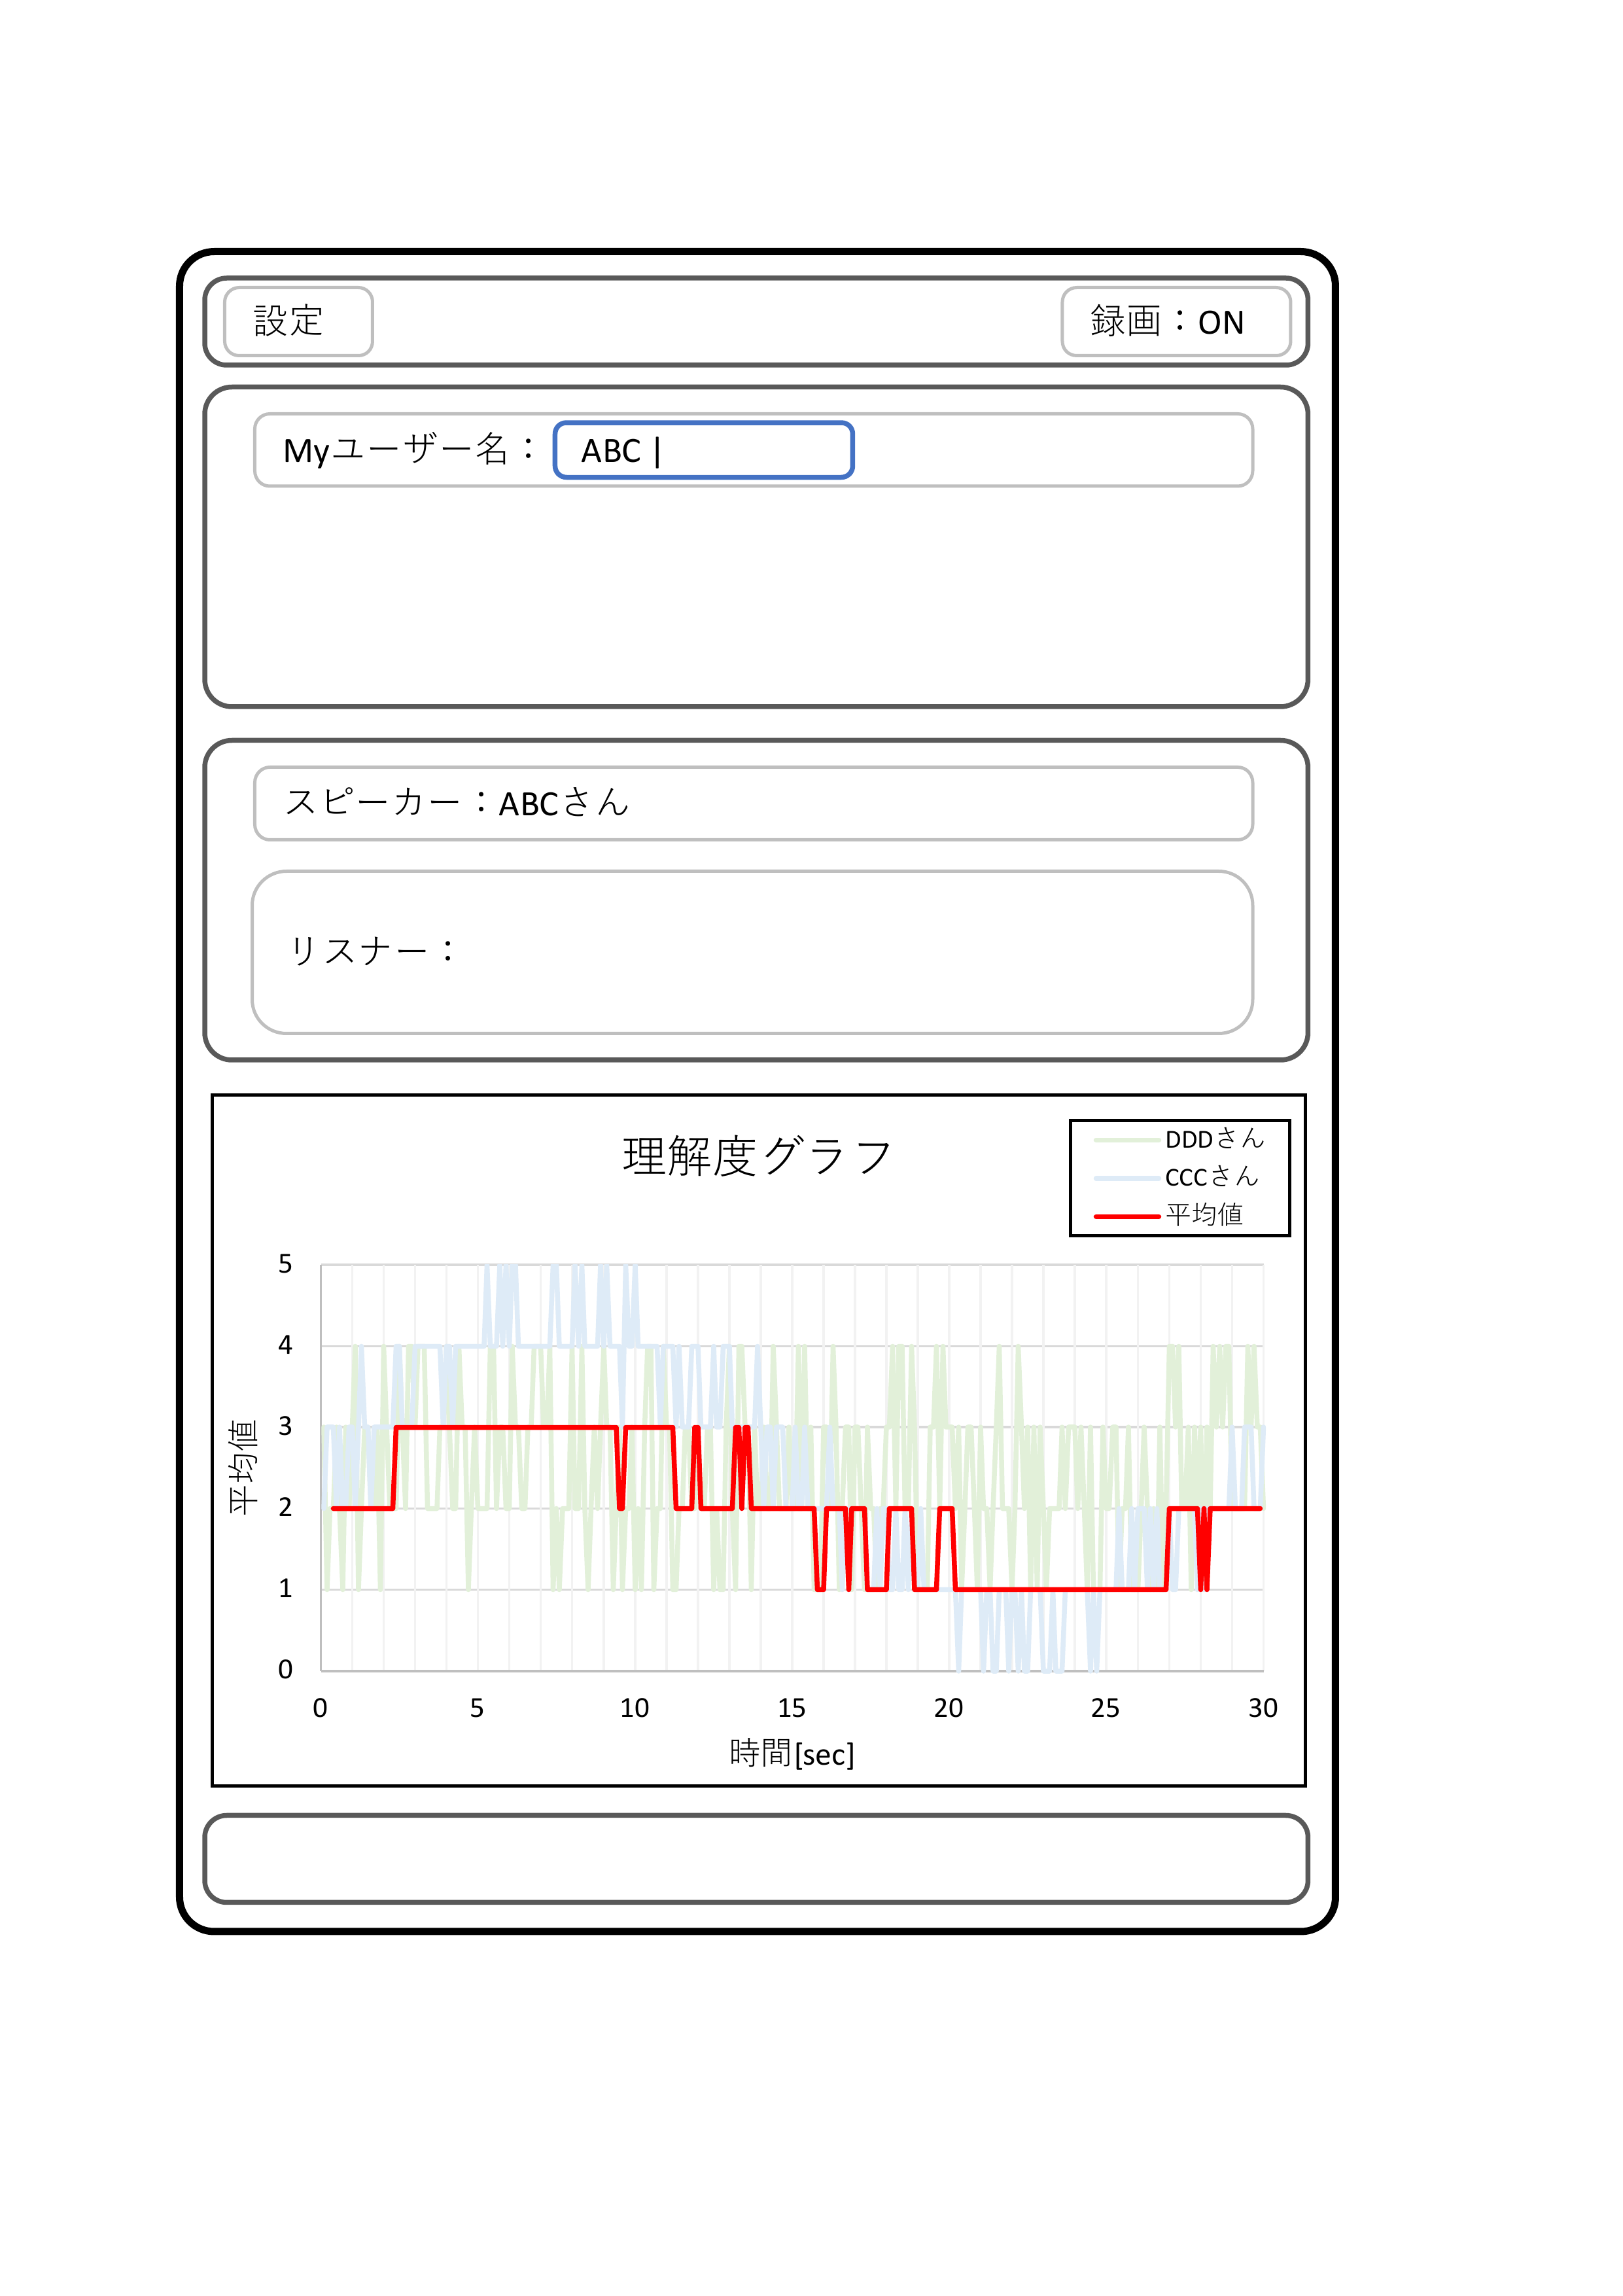 設定
録画：ON
Myユーザー名：
ABC |
スピーカー：ABCさん
リスナー：
理解度グラフ
DDDさん
CCCさん
平均値
5
4
3
2
1
0
平均値
0 5 10 15 20 25 30
時間[sec]